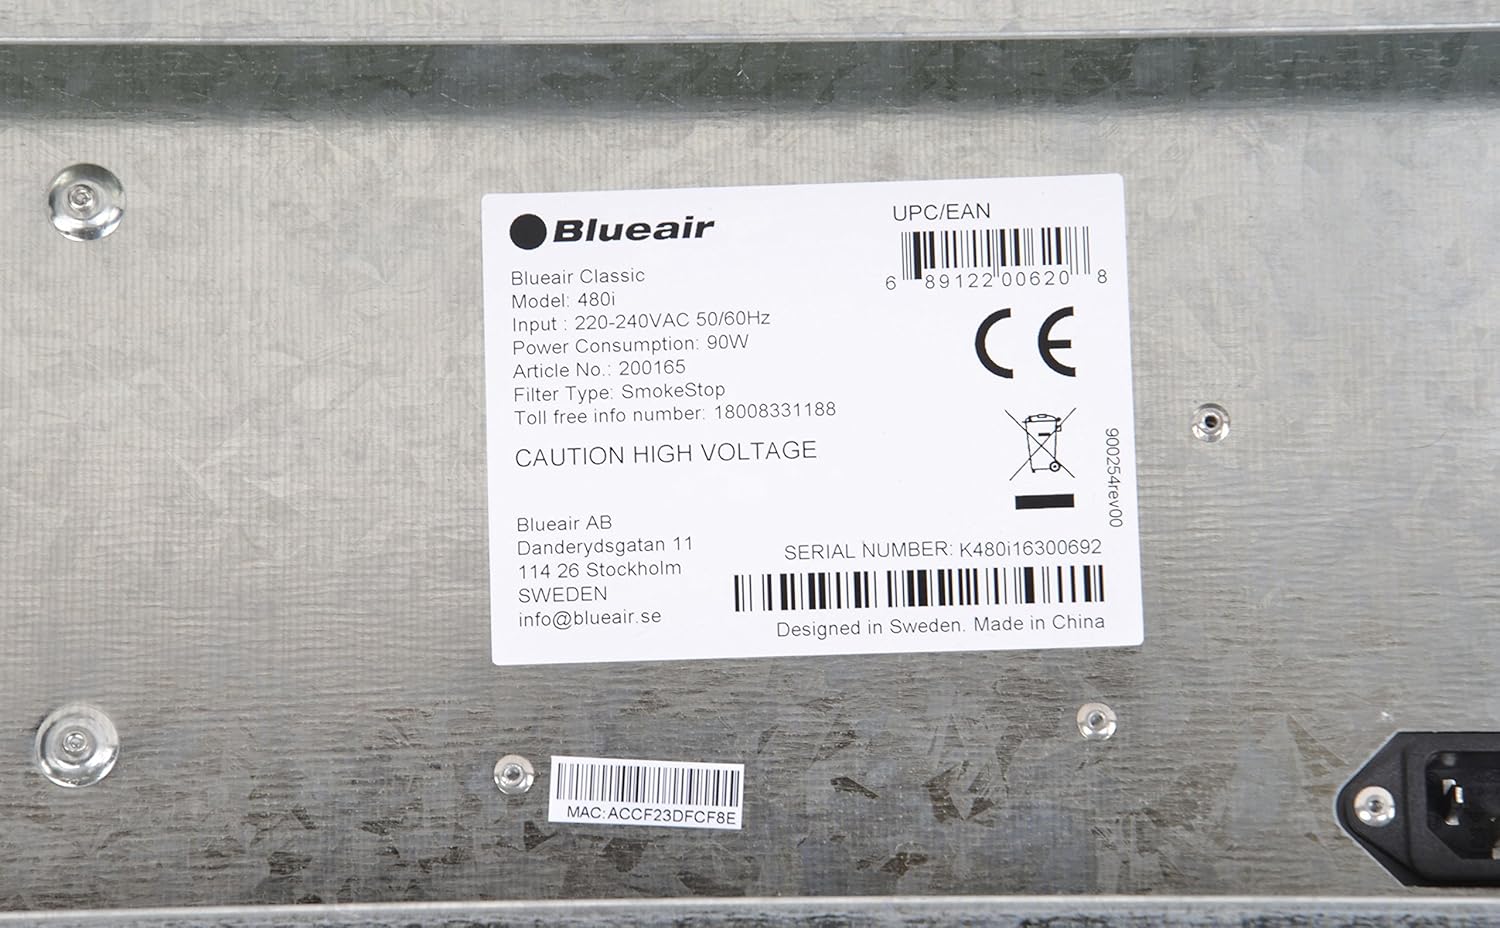 Blueair
Blueair Classic
Model: 480i
Input : 220-240VAC 50/60Hz
Power Consumption: 90W
Article No.: 200165
Filter Type: SmokeStop
Toll free info number: 18008331188
CAUTION HIGH VOLTAGE
Blueair AB
Danderydsgatan 11
114 26 Stockholm
SWEDEN
info@blueair.se
UPC/EAN
6 89122 00620 8
CE
900254rev00
SERIAL NUMBER: K480i16300692
Designed in Sweden. Made in China
MAC:ACCF23DFCF8E